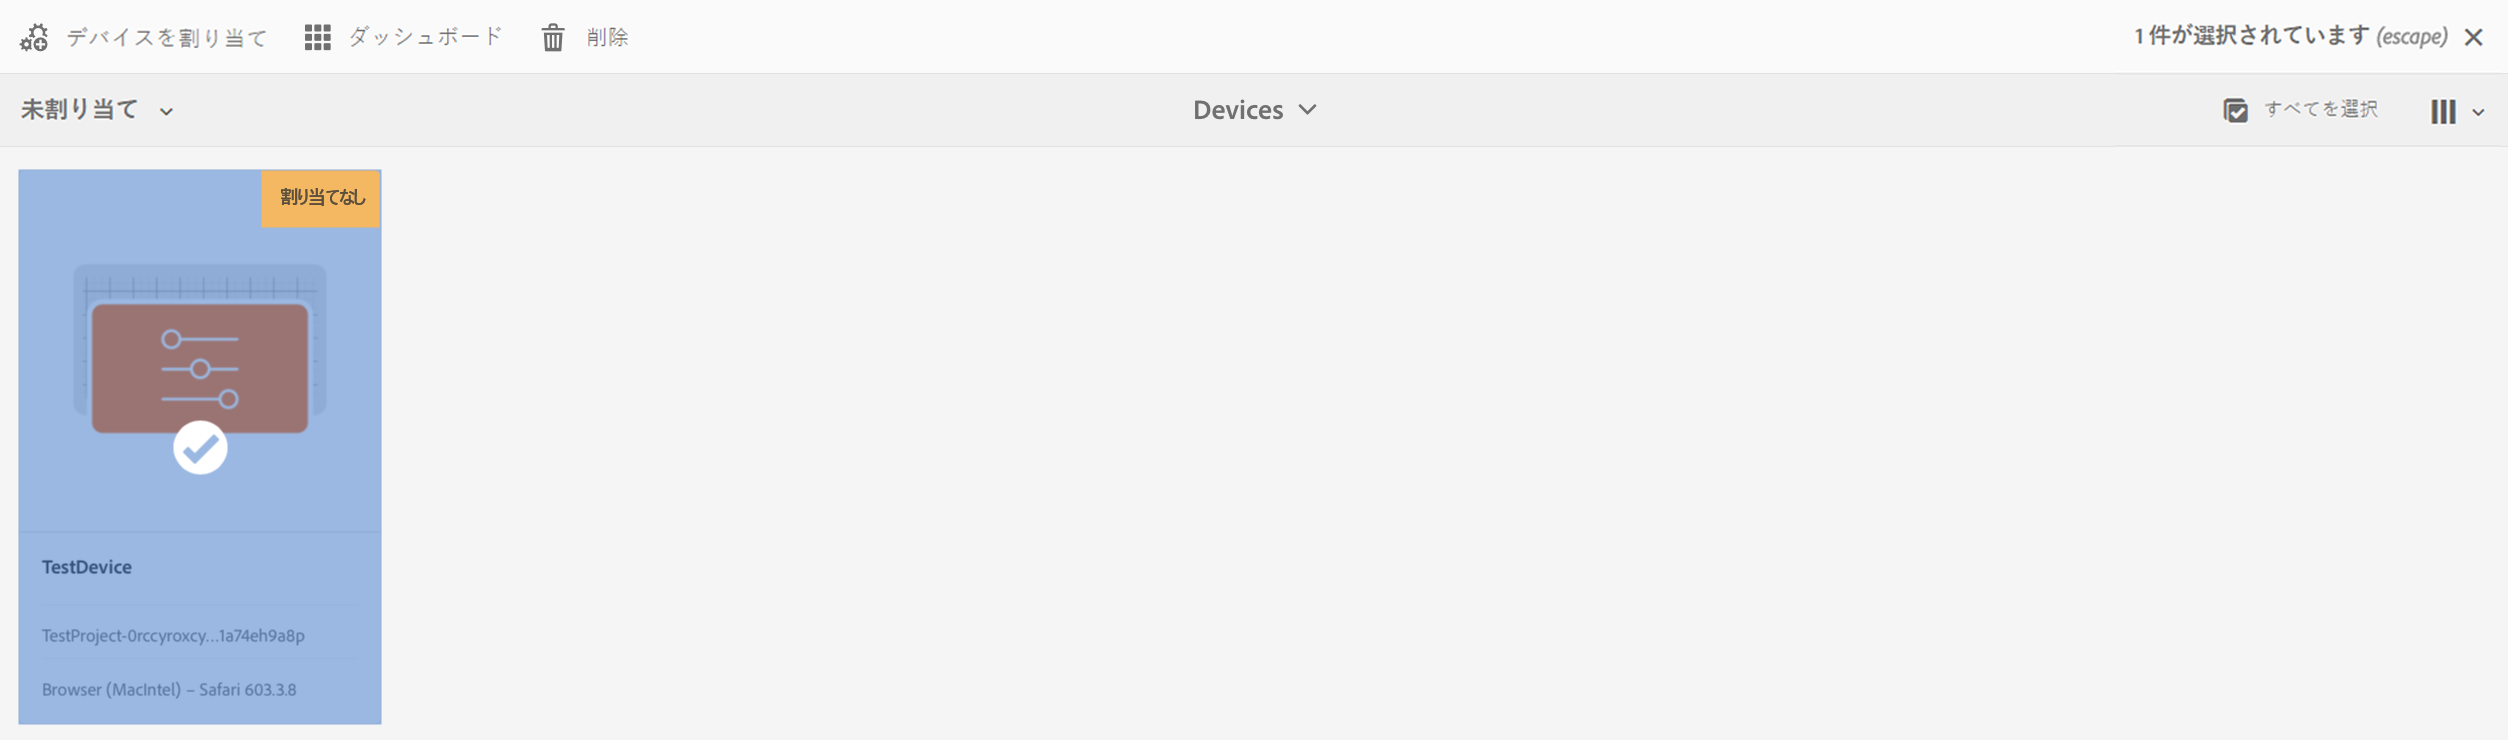 デバイスを割り当て ダッシュボード 削除 1 件が選択されています (escape)
未割り当て Devices すべてを選択
割り当てなし
TestDevice
TestProject-0rccyroxcy...1a74eh9a8p
Browser (MacIntel) – Safari 603.3.8